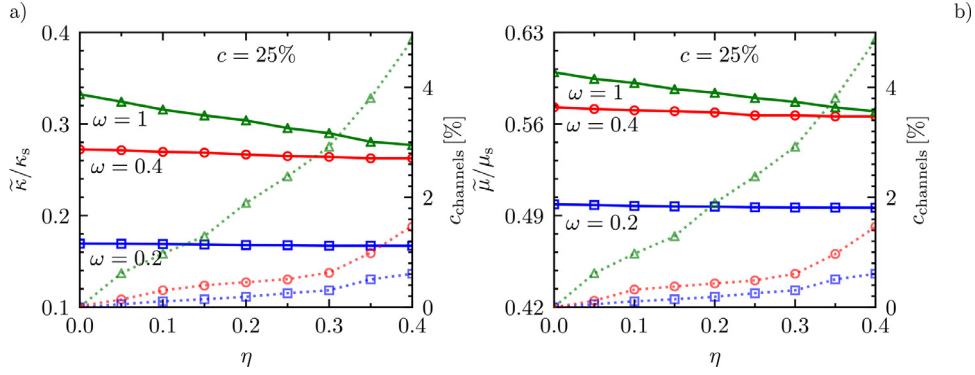 a)
b)
c = 25%
ω = 1
ω = 0.4
ω = 0.2
0.4
0.3
0.2
0.1
κ̃/κₛ
0.0 0.1 0.2 0.3 0.4
η
4
2
0
c_channels [%]
c = 25%
ω = 1
ω = 0.4
ω = 0.2
0.63
0.56
0.49
0.42
μ̃/μₛ
0.0 0.1 0.2 0.3 0.4
η
4
2
0
c_channels [%]